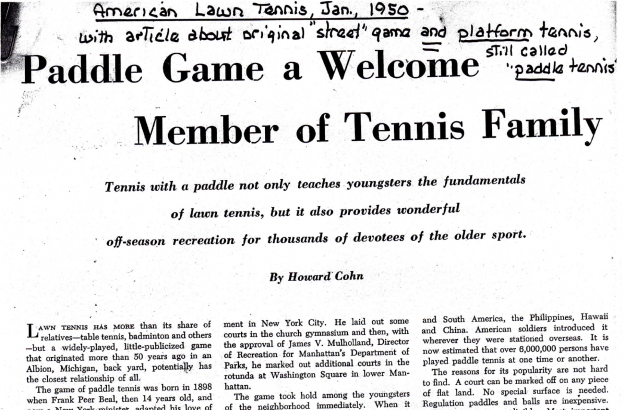 American Lawn Tennis, Jan., 1950 -
with article about original "street" game and platform tennis,
still called
"paddle tennis"
Paddle Game a Welcome
Member of Tennis Family
Tennis with a paddle not only teaches youngsters the fundamentals
of lawn tennis, but it also provides wonderful
off-season recreation for thousands of devotees of the older sport.
By Howard Cohn
LAWN TENNIS HAS MORE than its share of
relatives—table tennis, badminton and others
—but a widely-played, little-publicized game
that originated more than 50 years ago in an
Albion, Michigan, back yard, potentially has
the closest relationship of all.
The game of paddle tennis was born in 1898
when Frank Peer Beal, then 14 years old, and
now a New York minister, adapted his love of
ment in New York City. He laid out some
courts in the church gymnasium and then, with
the approval of James V. Mulholland, Director
of Recreation for Manhattan's Department of
Parks, he marked out additional courts in the
rotunda at Washington Square in lower Man-
hattan.
The game took hold among the youngsters
of the neighborhood immediately. When it
and South America, the Philippines, Hawaii
and China. American soldiers introduced it
wherever they were stationed overseas. It is
now estimated that over 6,000,000 persons have
played paddle tennis at one time or another.
The reasons for its popularity are not hard
to find. A court can be marked off on any piece
of flat land. No special surface is needed.
Regulation paddles and balls are inexpensive.